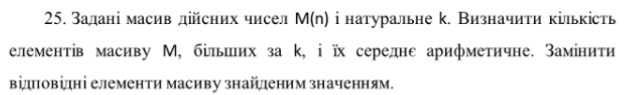 25. Задані масив дійсних чисел M(n) і натуральне k. Визначити кількість
елементів масиву M, більших за k, і їх середнє арифметичне. Замінити
відповідні елементи масиву знайденим значенням.